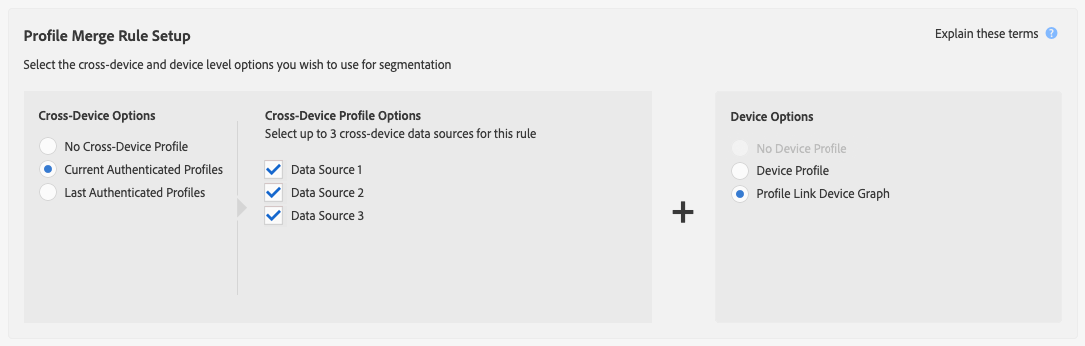 Profile Merge Rule Setup
Explain these terms ?
Select the cross-device and device level options you wish to use for segmentation
Cross-Device Options
No Cross-Device Profile
Current Authenticated Profiles
Last Authenticated Profiles
Cross-Device Profile Options
Select up to 3 cross-device data sources for this rule
Data Source 1
Data Source 2
Data Source 3
+
Device Options
No Device Profile
Device Profile
Profile Link Device Graph